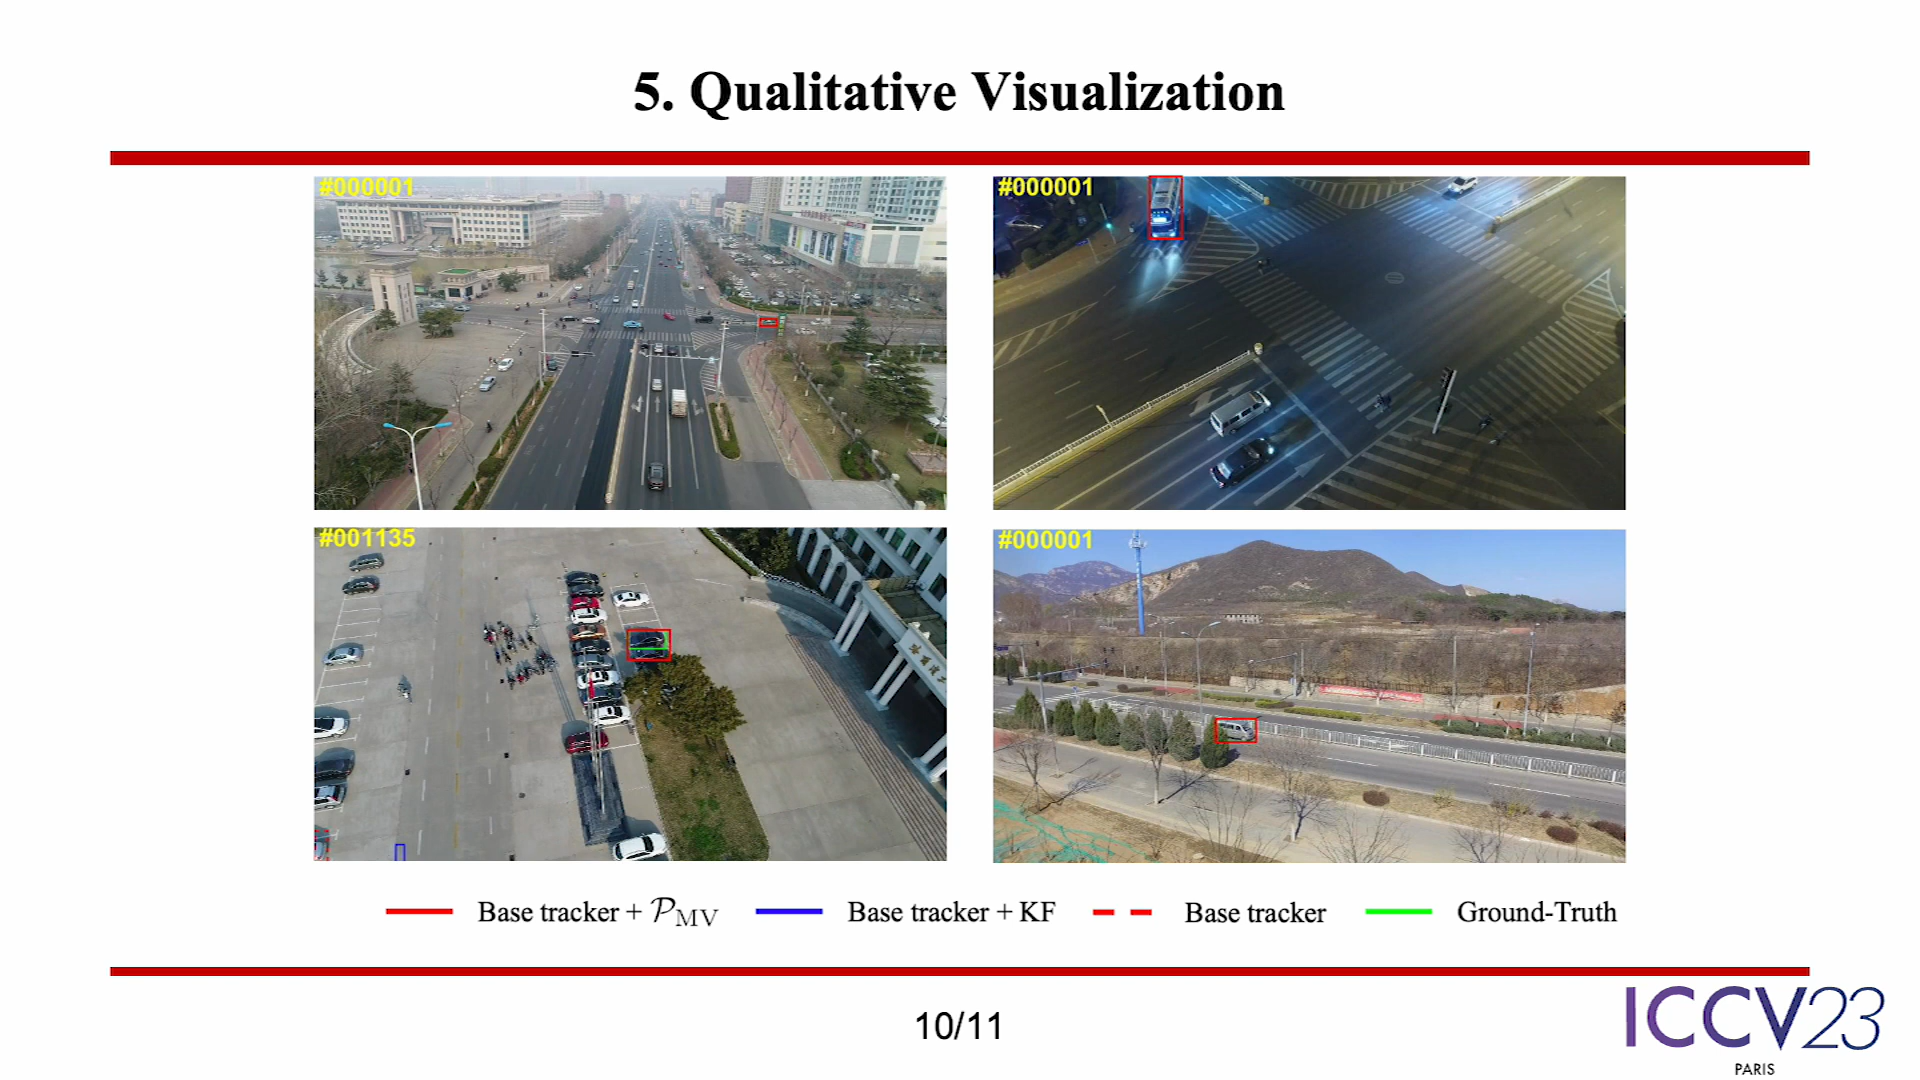 5. Qualitative Visualization
#000001
#000001
#001135
#000001
Base tracker + 𝒫MV
Base tracker + KF
Base tracker
Ground-Truth
10/11
ICCV23
PARIS